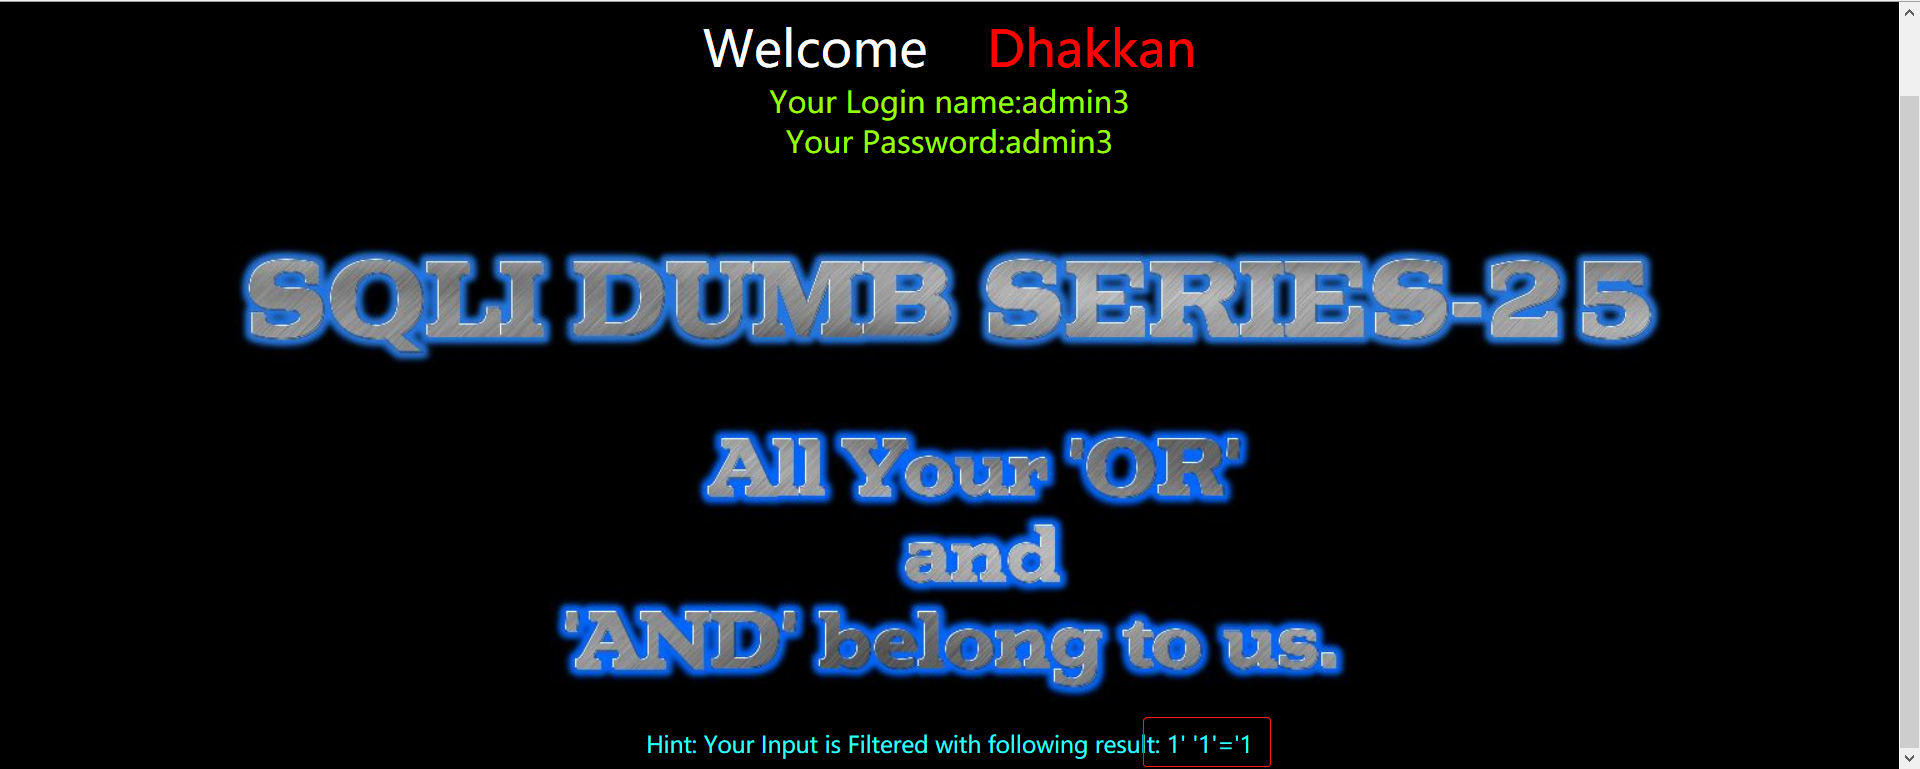 Welcome Dhakkan
Your Login name:admin3
Your Password:admin3
SQLI DUMB SERIES-25
All Your 'OR'
and
'AND' belong to us.
Hint: Your Input is Filtered with following result: 1' '1'='1